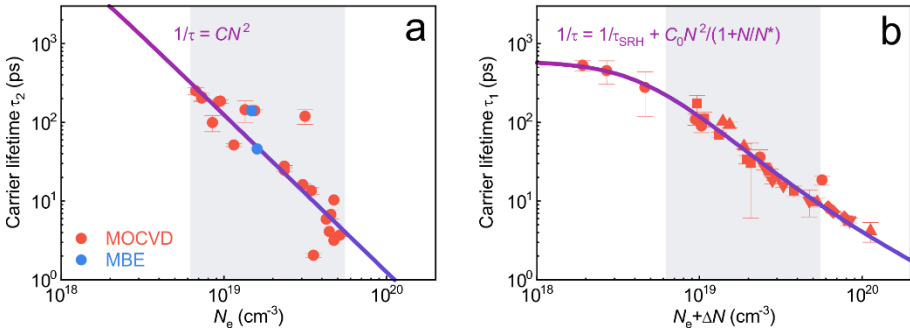 a
1/τ = CN²
Carrier lifetime τ₂ (ps)
10³
10²
10¹
10⁰
MOCVD
MBE
10¹⁸
10¹⁹
10²⁰
Nₑ (cm⁻³)
b
1/τ = 1/τ_SRH + C₀N²/(1+N/N*)
Carrier lifetime τ₁ (ps)
10³
10²
10¹
10⁰
10¹⁸
10¹⁹
10²⁰
Nₑ+ΔN (cm⁻³)